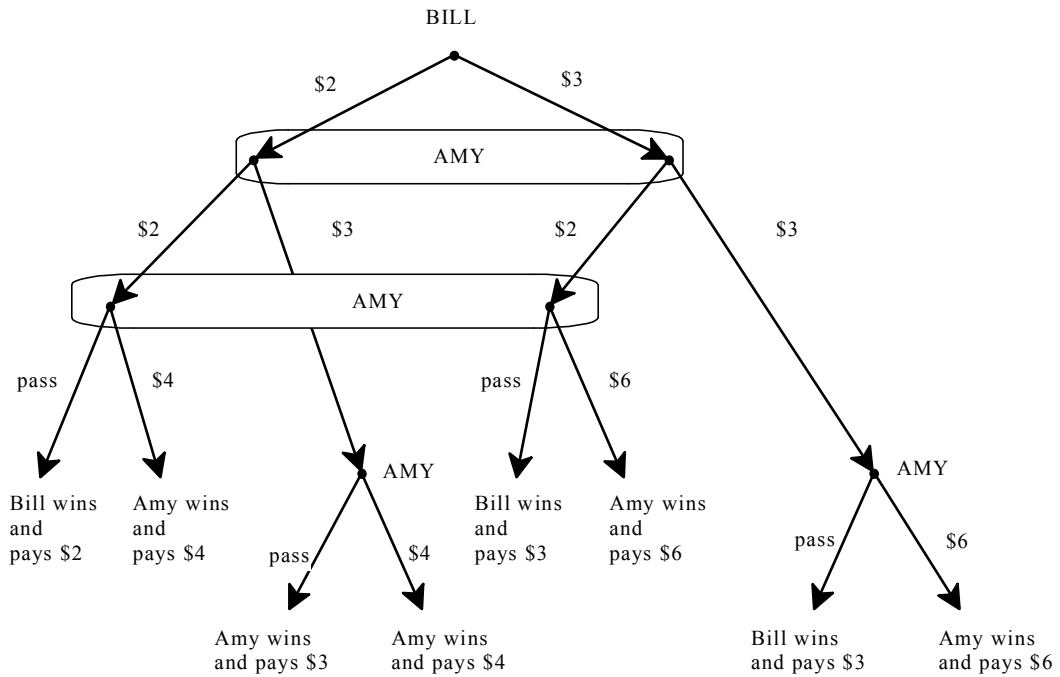 BILL
$2
$3
AMY
$2
$3
$2
$3
AMY
pass
$4
pass
$6
AMY
AMY
Bill wins
and
pays $2
Amy wins
and
pays $4
Bill wins
and
pays $3
Amy wins
and
pays $6
pass
$4
pass
$6
Amy wins
and pays $3
Amy wins
and pays $4
Bill wins
and pays $3
Amy wins
and pays $6